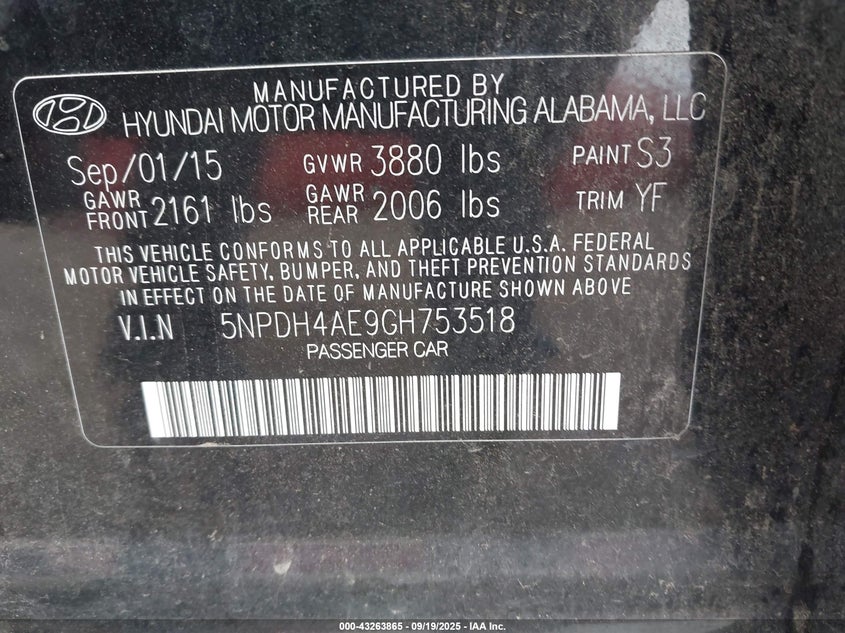 MANUFACTURED BY
HYUNDAI MOTOR MANUFACTURING ALABAMA, LLC
Sep/01/15 GVWR 3880 lbs PAINT S3
GAWR FRONT 2161 lbs GAWR REAR 2006 lbs TRIM YF
THIS VEHICLE CONFORMS TO ALL APPLICABLE U.S.A. FEDERAL
MOTOR VEHICLE SAFETY, BUMPER, AND THEFT PREVENTION STANDARDS
IN EFFECT ON THE DATE OF MANUFACTURE SHOWN ABOVE
V.I.N 5NPDH4AE9GH753518
PASSENGER CAR
000-43263865 - 09/19/2025 - IAA Inc.